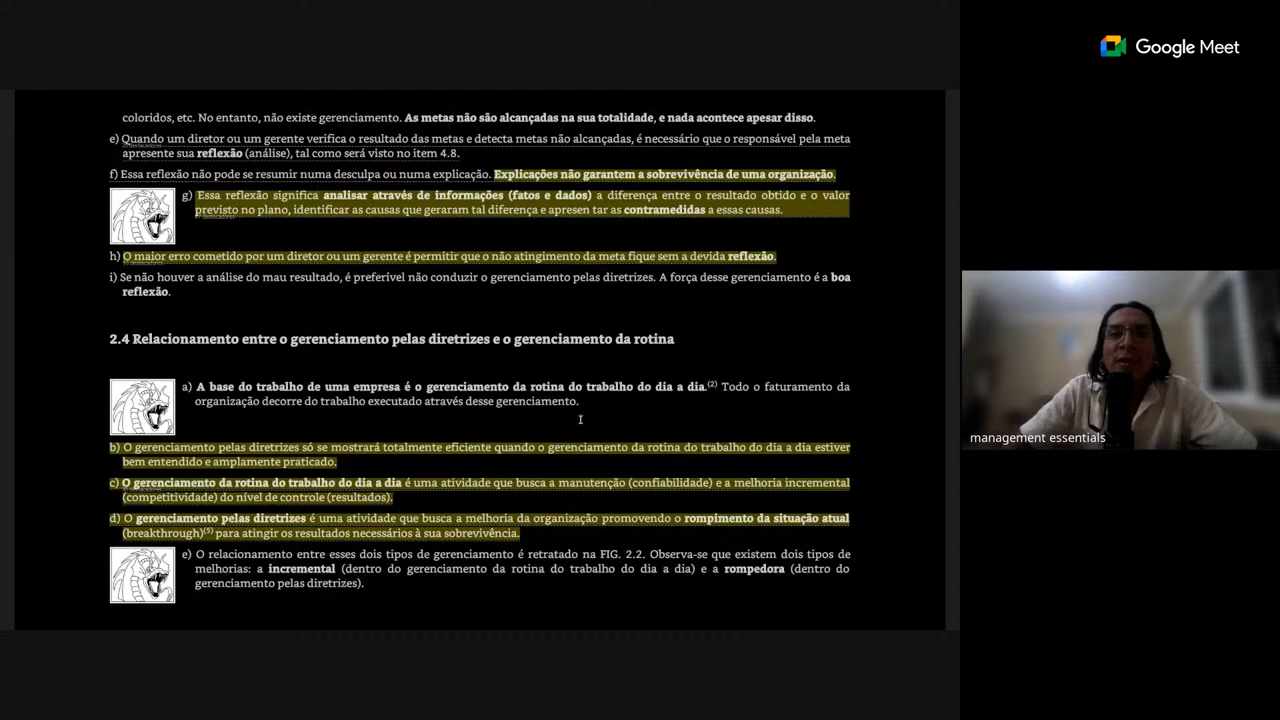 Google Meet
coloridos, etc. No entanto, não existe gerenciamento. As metas não são alcançadas na sua totalidade, e nada acontece apesar disso.
e) Quando um diretor ou um gerente verifica o resultado das metas e detecta metas não alcançadas, é necessário que o responsável pela meta
apresente sua reflexão (análise), tal como será visto no item 4.8.
f) Essa reflexão não pode se resumir numa desculpa ou numa explicação. Explicações não garantem a sobrevivência de uma organização.
g) Essa reflexão significa analisar através de informações (fatos e dados) a diferença entre o resultado obtido e o valor
previsto no plano, identificar as causas que geraram tal diferença e apresen tar as contramedidas a essas causas.
h) O maior erro cometido por um diretor ou um gerente é permitir que o não atingimento da meta fique sem a devida reflexão.
i) Se não houver a análise do mau resultado, é preferível não conduzir o gerenciamento pelas diretrizes. A força desse gerenciamento é a boa
reflexão.
2.4 Relacionamento entre o gerenciamento pelas diretrizes e o gerenciamento da rotina
a) A base do trabalho de uma empresa é o gerenciamento da rotina do trabalho do dia a dia.(2) Todo o faturamento da
organização decorre do trabalho executado através desse gerenciamento.
b) O gerenciamento pelas diretrizes só se mostrará totalmente eficiente quando o gerenciamento da rotina do trabalho do dia a dia estiver
bem entendido e amplamente praticado.
c) O gerenciamento da rotina do trabalho do dia a dia é uma atividade que busca a manutenção (confiabilidade) e a melhoria incremental
(competitividade) do nível de controle (resultados).
d) O gerenciamento pelas diretrizes é uma atividade que busca a melhoria da organização promovendo o rompimento da situação atual
(breakthrough)(5) para atingir os resultados necessários à sua sobrevivência.
e) O relacionamento entre esses dois tipos de gerenciamento é retratado na FIG. 2.2. Observa-se que existem dois tipos de
melhorias: a incremental (dentro do gerenciamento da rotina do trabalho do dia a dia) e a rompedora (dentro do
gerenciamento pelas diretrizes).
management essentials